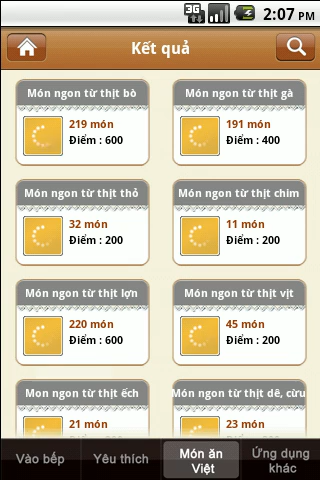 3G
2:07 PM
Kết quả
Món ngon từ thịt bò
219 món
Điểm : 600
Món ngon từ thịt gà
191 món
Điểm : 400
Món ngon từ thịt thỏ
32 món
Điểm : 200
Món ngon từ thịt chim
11 món
Điểm : 200
Món ngon từ thịt lợn
220 món
Điểm : 600
Món ngon từ thịt vịt
45 món
Điểm : 200
Mon ngon từ thịt ếch
21 món
Món ngon từ thịt dê, cừu
23 món
Vào bếp
Yêu thích
Món ăn
Việt
Ứng dụng
khác